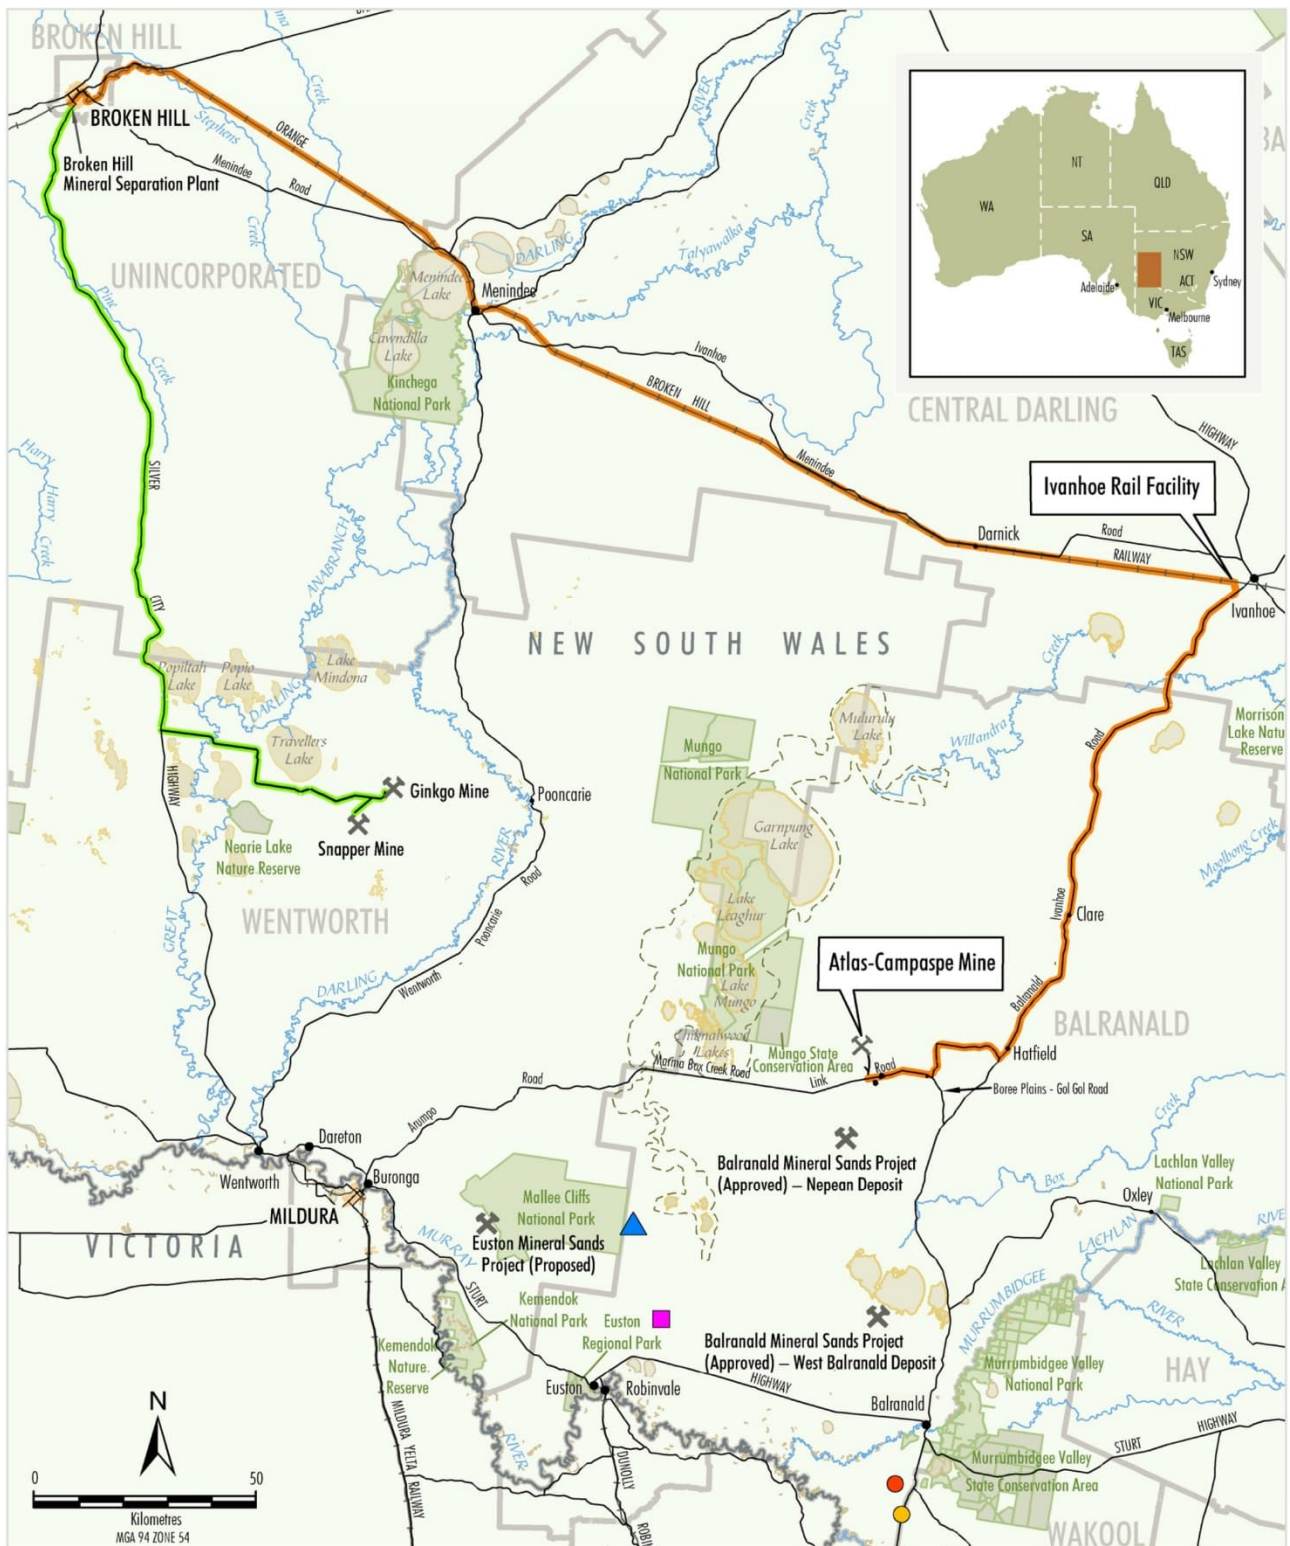 BROKEN HILL
BROKEN HILL
Broken Hill
Mineral Separation Plant
Stephens
Creek
Creek
ORANGE
Menindee
Road
RIVER
Creek
DARLING
Talyawalka
UNINCORPORATED
Menindee
Lake
Menindee
Cawndilla
Lake
Kinchega
National Park
Pine
Creek
Ivanhoe
BROKEN HILL
Menindee
NT
QLD
WA
SA
NSW
ACT
Sydney
Adelaide
VIC
Melbourne
TAS
CENTRAL DARLING
HIGHWAY
Ivanhoe Rail Facility
Darnick
Road
RAILWAY
Ivanhoe
Harry
Harry
Creek
SILVER
CITY
HIGHWAY
ANABRANCH
DARLING
GREAT
Popiltah
Lake
Popio
Lake
Lake
Mindona
Travellers
Lake
NEW SOUTH WALES
Mungo
National Park
Mulurulu
Lake
Willandra
Creek
Road
Morrison
Lake Natu
Reserve
Ginkgo Mine
Snapper Mine
Nearie Lake
Nature Reserve
Pooncarie
RIVER
Road
Pooncarie
Wentworth
DARLING
WENTWORTH
Garnpung
Lake
Lake
Leaghur
Mungo
National Park
Lake
Mungo
Chibnalwood
Lakes
Mungo State
Conservation Area
Moolbong Creek
Ivanhoe
Clare
Balranald
Atlas-Campaspe Mine
BALRANALD
Hatfield
Marma Box Creek Road
Link
Road
Boree Plains - Gol Gol Road
Arumpo
Road
Dareton
Wentworth
Buronga
MILDURA
VICTORIA
Mallee Cliffs
National Park
Euston Mineral Sands
Project (Proposed)
Balranald Mineral Sands Project
(Approved) – Nepean Deposit
Box
Creek
Lachlan Valley
National Park
Oxley
LACHLAN
RIVE
Lachlan Valley
State Conservation A
MURRAY
STURT
Kemendok
National Park
Euston
Regional Park
Kemendok
Nature.
Reserve
Balranald Mineral Sands Project
(Approved) – West Balranald Deposit
MURRUMBIDGEE
RIVER
Murrumbidgee Valley
National Park
HAY
Euston
Robinvale
HIGHWAY
Balranald
STURT
HIGHWAY
Murrumbidgee Valley
State Conservation Area
WAKOOL
RIVER
MILDURA YELTA RAILWAY
DUNOLLY
ROBIN
N
0
50
Kilometres
MGA 94 ZONE 54